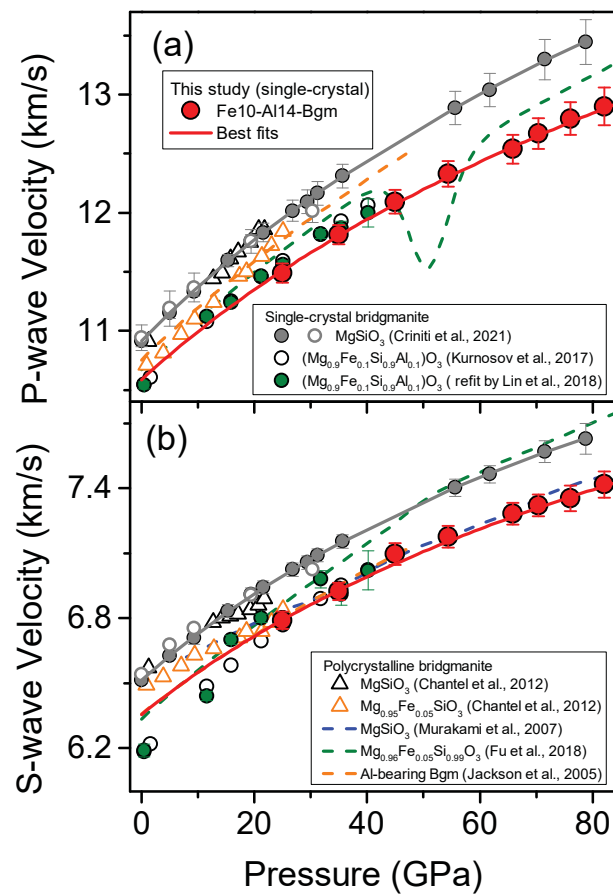 (a)
This study (single-crystal)
Fe10-Al14-Bgm
Best fits
P-wave Velocity (km/s)
13
12
11
Single-crystal bridgmanite
MgSiO3 (Criniti et al., 2021)
(Mg0.9Fe0.1Si0.9Al0.1)O3 (Kurnosov et al., 2017)
(Mg0.9Fe0.1Si0.9Al0.1)O3 ( refit by Lin et al., 2018)
(b)
S-wave Velocity (km/s)
7.4
6.8
6.2
Polycrystalline bridgmanite
MgSiO3 (Chantel et al., 2012)
Mg0.95Fe0.05SiO3 (Chantel et al., 2012)
MgSiO3 (Murakami et al., 2007)
Mg0.96Fe0.05Si0.99O3 (Fu et al., 2018)
Al-bearing Bgm (Jackson et al., 2005)
0 20 40 60 80
Pressure (GPa)